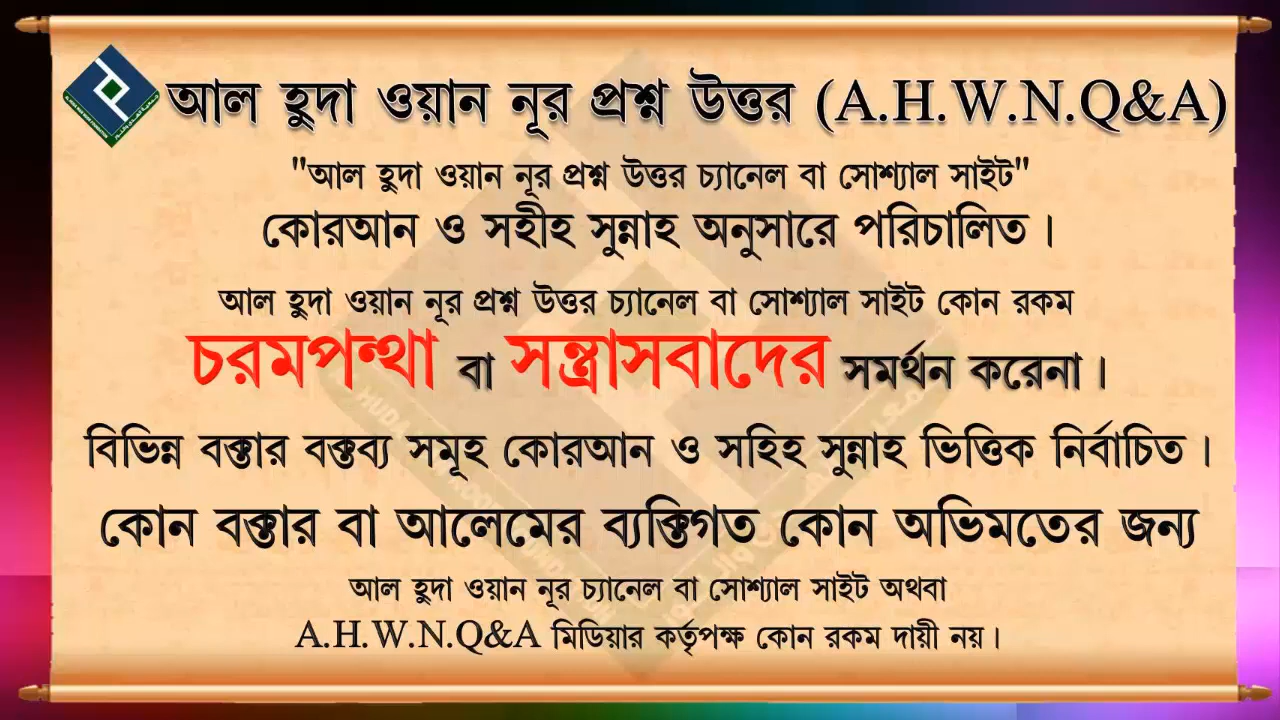 আল হুদা ওয়ান নূর প্রশ্ন উত্তর (A.H.W.N.Q&A)
"আল হুদা ওয়ান নূর প্রশ্ন উত্তর চ্যানেল বা সোশ্যাল সাইট"
কোরআন ও সহীহ সুন্নাহ অনুসারে পরিচালিত।
আল হুদা ওয়ান নূর প্রশ্ন উত্তর চ্যানেল বা সোশ্যাল সাইট কোন রকম
চরমপন্থা বা সন্ত্রাসবাদের সমর্থন করেনা।
বিভিন্ন বক্তার বক্তব্য সমূহ কোরআন ও সহিহ সুন্নাহ ভিত্তিক নির্বাচিত।
কোন বক্তার বা আলেমের ব্যক্তিগত কোন অভিমতের জন্য
আল হুদা ওয়ান নূর চ্যানেল বা সোশ্যাল সাইট অথবা
A.H.W.N.Q&A মিডিয়ার কর্তৃপক্ষ কোন রকম দায়ী নয়।